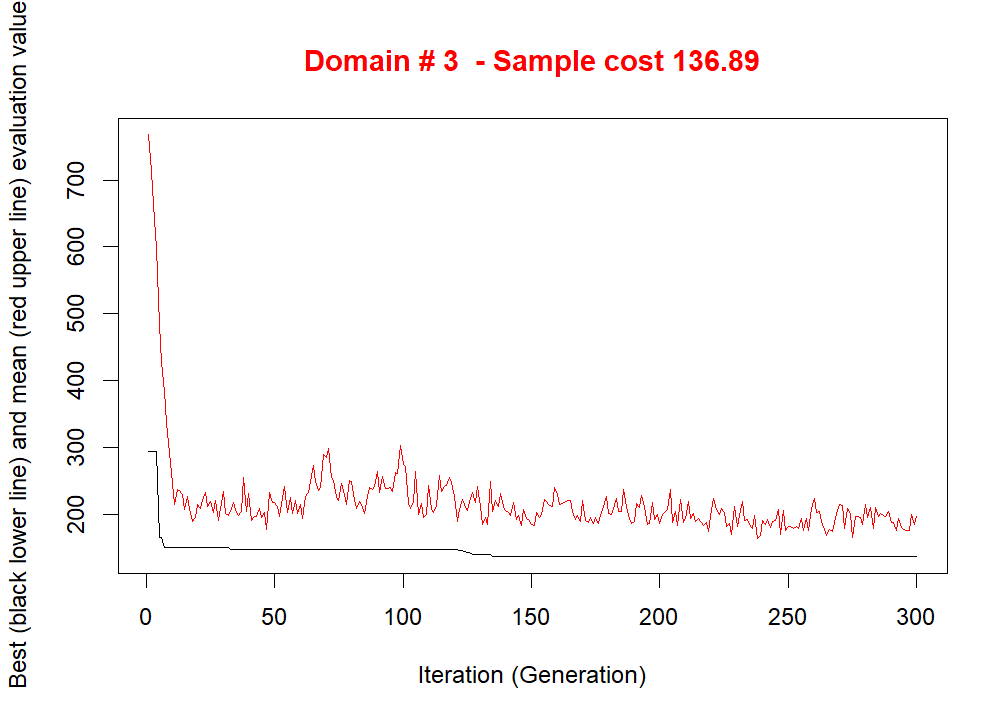 Domain # 3  - Sample cost 136.89
Best (black lower line) and mean (red upper line) evaluation value
700
600
500
400
300
200
0 50 100 150 200 250 300
Iteration (Generation)